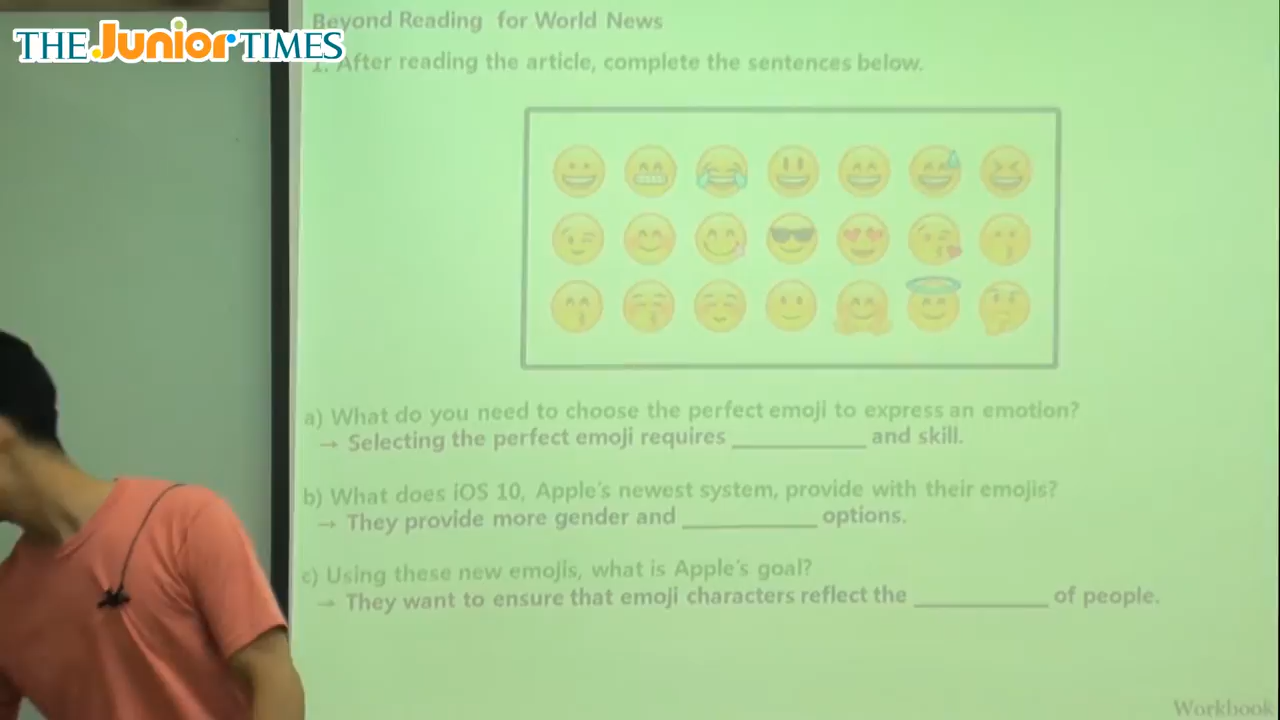 THE Junior TIMES
Beyond Reading for World News
1. After reading the article, complete the sentences below.
a) What do you need to choose the perfect emoji to express an emotion?
→ Selecting the perfect emoji requires __________ and skill.
b) What does iOS 10, Apple's newest system, provide with their emojis?
→ They provide more gender and __________ options.
c) Using these new emojis, what is Apple's goal?
→ They want to ensure that emoji characters reflect the __________ of people.
Workbook